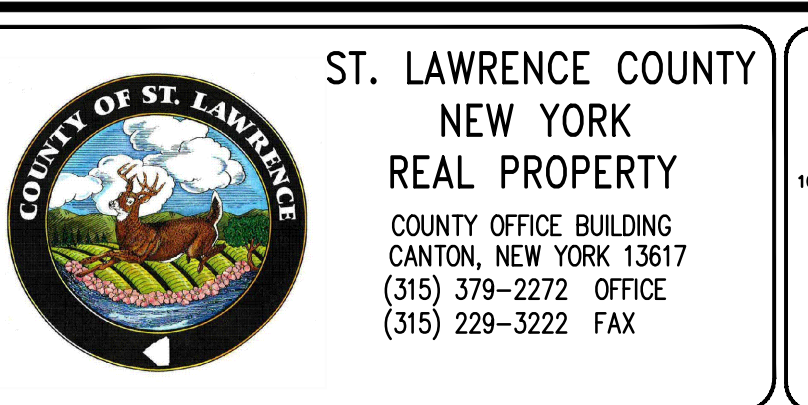 COUNTY OF ST. LAWRENCE
ST. LAWRENCE COUNTY
NEW YORK
REAL PROPERTY
COUNTY OFFICE BUILDING
CANTON, NEW YORK 13617
(315) 379-2272 OFFICE
(315) 229-3222 FAX